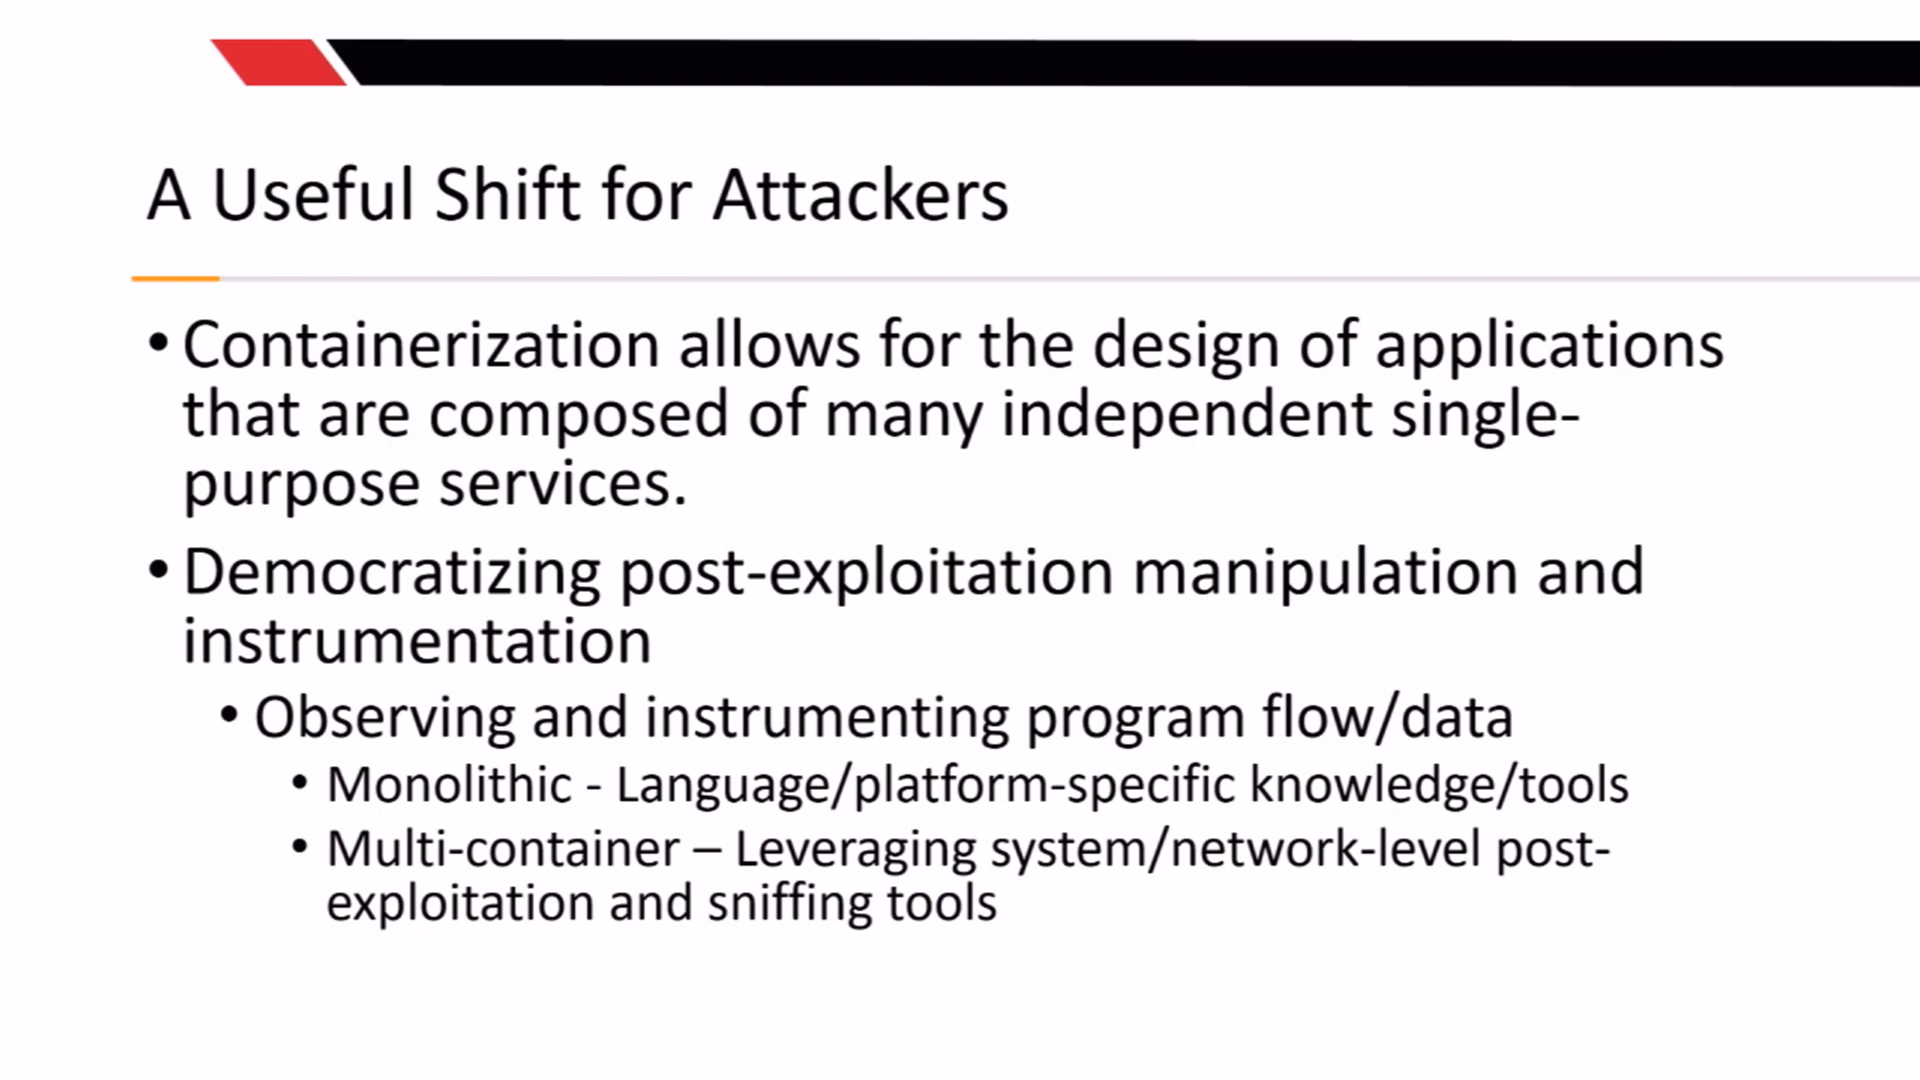 A Useful Shift for Attackers
• Containerization allows for the design of applications
that are composed of many independent single-
purpose services.
• Democratizing post-exploitation manipulation and
instrumentation
• Observing and instrumenting program flow/data
• Monolithic - Language/platform-specific knowledge/tools
• Multi-container – Leveraging system/network-level post-
exploitation and sniffing tools